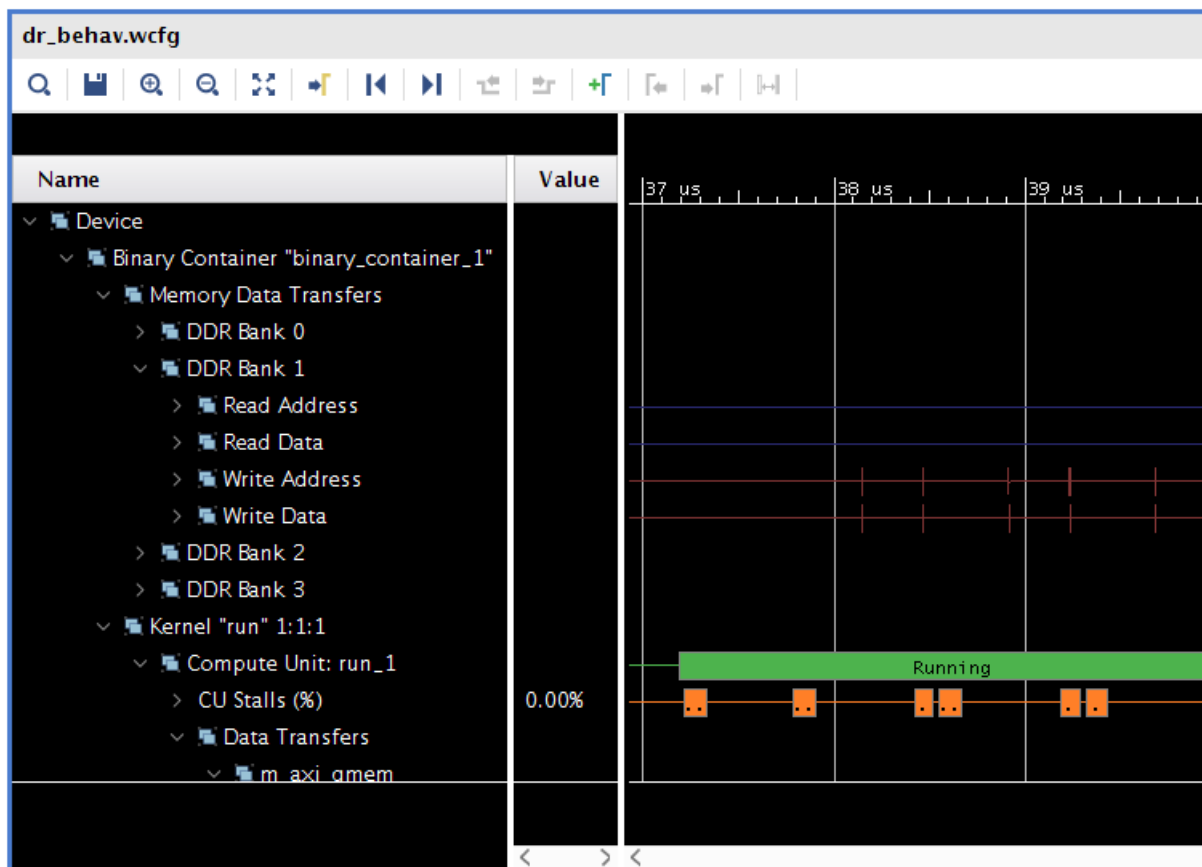 dr_behav.wcfg
Name Value 37 us 38 us 39 us
Device
Binary Container "binary_container_1"
Memory Data Transfers
DDR Bank 0
DDR Bank 1
Read Address
Read Data
Write Address
Write Data
DDR Bank 2
DDR Bank 3
Kernel "run" 1:1:1
Compute Unit: run_1 Running
CU Stalls (%) 0.00% .. .. . .. . .
Data Transfers
m_axi_gmem